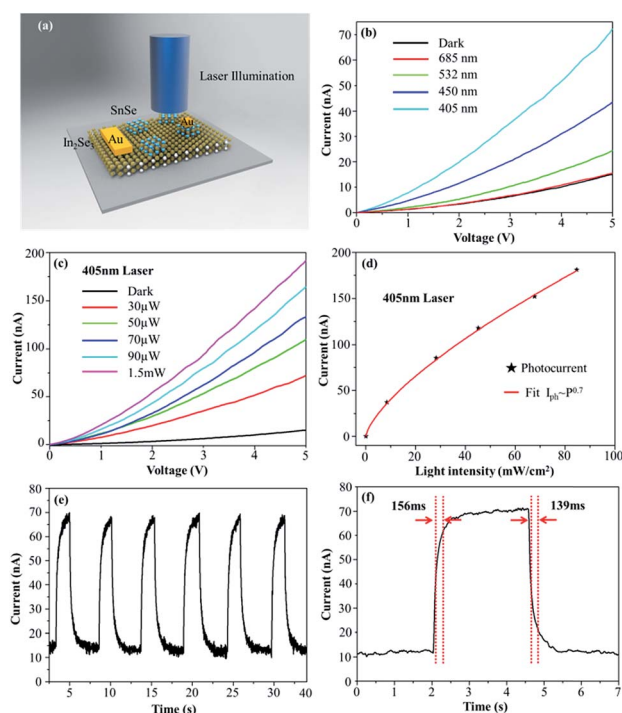 (a)
Laser Illumination
SnSe
In2Se3
Au
Au
(b)
Current (nA)
70
60
50
40
30
20
10
0
Dark
685 nm
532 nm
450 nm
405 nm
0 1 2 3 4 5
Voltage (V)
(c)
Current (nA)
200
150
100
50
0
405nm Laser
Dark
30μW
50μW
70μW
90μW
1.5mW
0 1 2 3 4 5
Voltage (V)
(d)
Current (nA)
200
150
100
50
0
405nm Laser
Photocurrent
Fit Iph~P0.7
0 20 40 60 80 100
Light intensity (mW/cm2)
(e)
Current (nA)
80
70
60
50
40
30
20
10
0
5 10 15 20 25 30 40
Time (s)
(f)
Current (nA)
80
70
60
50
40
30
20
10
0
156ms
139ms
0 1 2 3 4 5 6 7
Time (s)